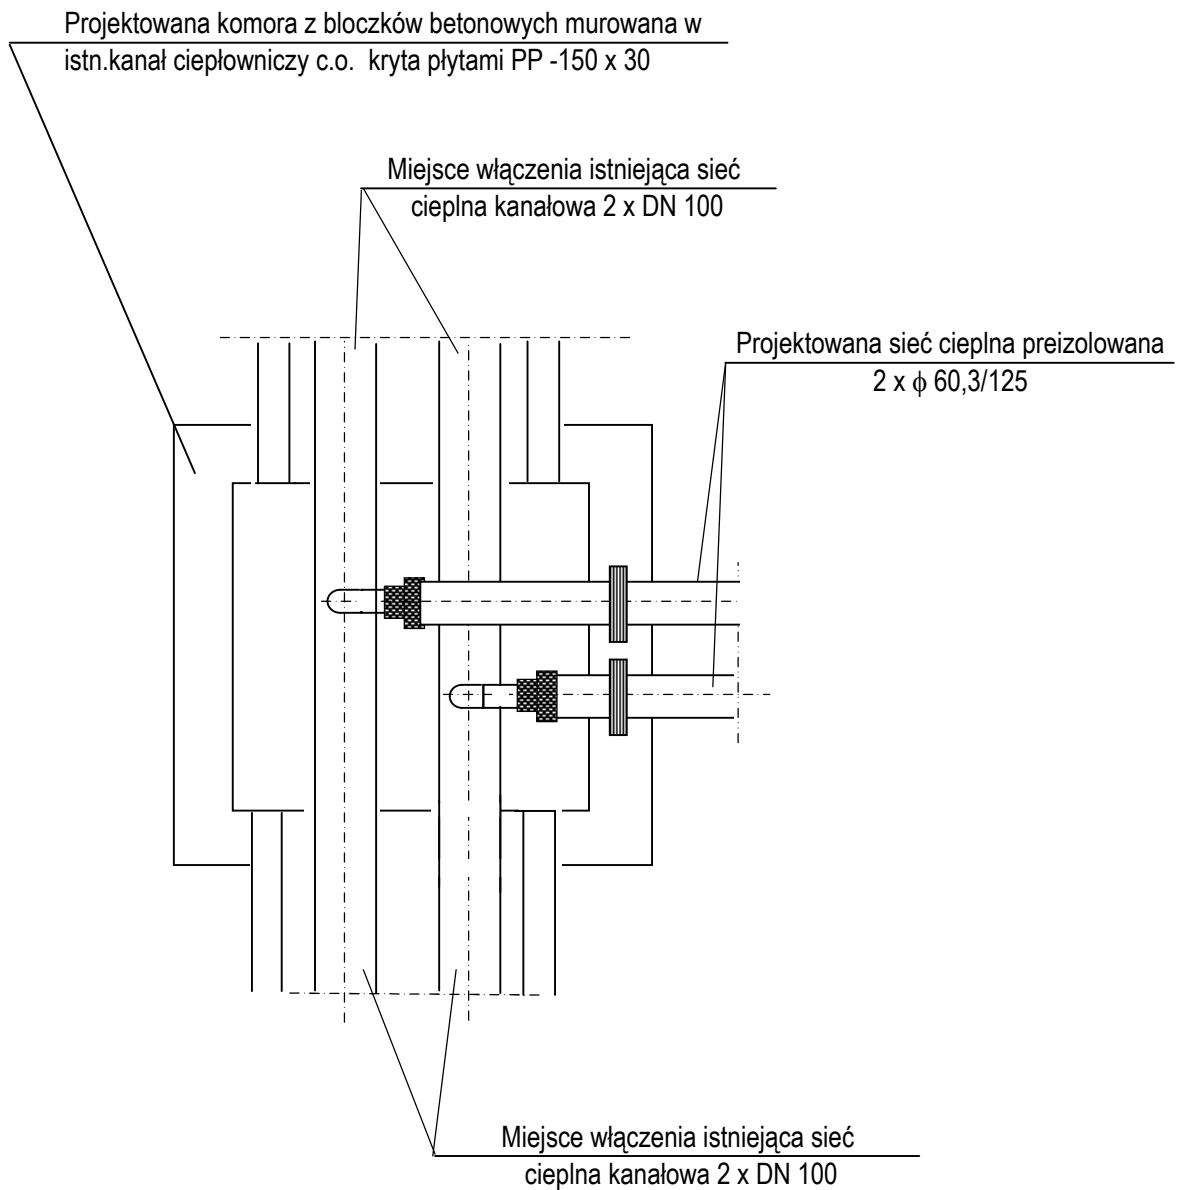 Projektowana komora z bloczków betonowych murowana w
istn.kanał ciepłowniczy c.o. kryta płytami PP -150 x 30
Miejsce włączenia istniejąca sieć
cieplna kanałowa 2 x DN 100
Projektowana sieć cieplna preizolowana
2 x ϕ 60,3/125
Miejsce włączenia istniejąca sieć
cieplna kanałowa 2 x DN 100